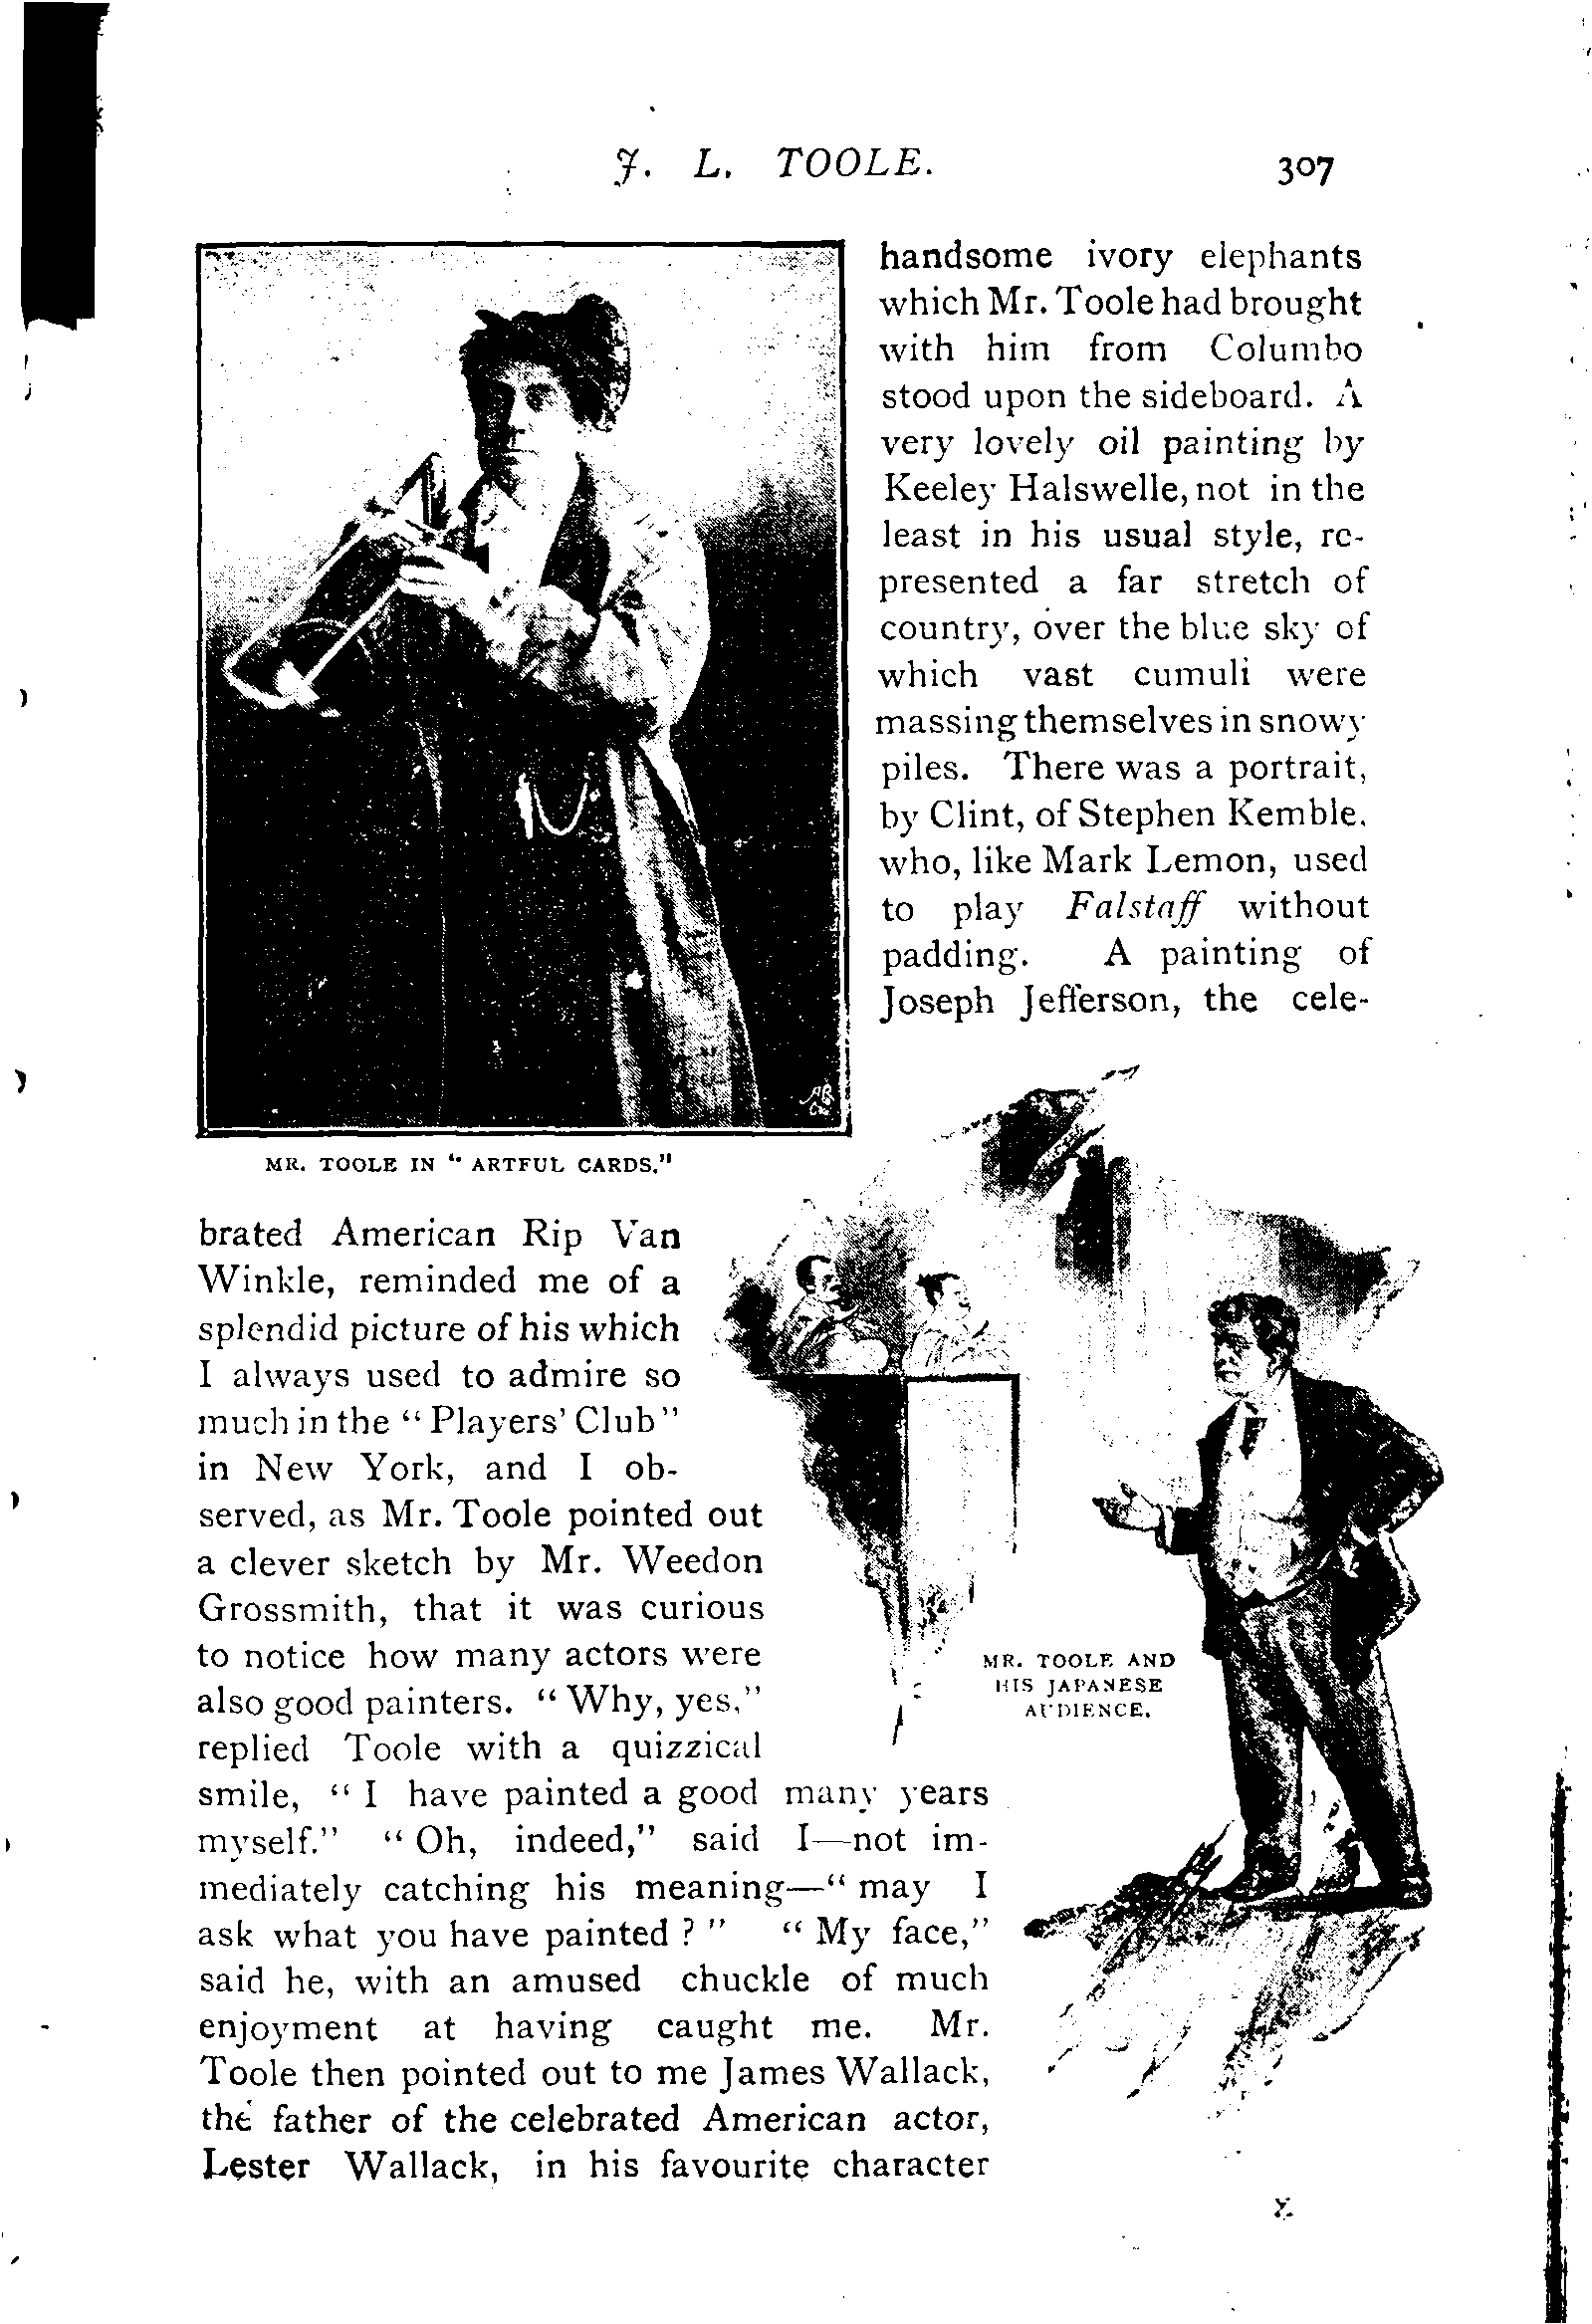 J. L. TOOLE. 307
handsome ivory elephants
which Mr. Toole had brought
with him from Columbo
stood upon the sideboard. A
very lovely oil painting by
Keeley Halswelle, not in the
least in his usual style, re-
presented a far stretch of
country, over the blue sky of
which vast cumuli were
massing themselves in snowy
piles. There was a portrait,
by Clint, of Stephen Kemble,
who, like Mark Lemon, used
to play Falstaff without
padding. A painting of
Joseph Jefferson, the cele-
MR. TOOLE IN "ARTFUL CARDS."
brated American Rip Van
Winkle, reminded me of a
splendid picture of his which
I always used to admire so
much in the "Players' Club"
in New York, and I ob-
served, as Mr. Toole pointed out
a clever sketch by Mr. Weedon
Grossmith, that it was curious
to notice how many actors were
also good painters. "Why, yes,"
replied Toole with a quizzical
smile, "I have painted a good many years
myself." "Oh, indeed," said I—not im-
mediately catching his meaning—"may I
ask what you have painted?" "My face,"
said he, with an amused chuckle of much
enjoyment at having caught me. Mr.
Toole then pointed out to me James Wallack,
the father of the celebrated American actor,
Lester Wallack, in his favourite character
MR. TOOLE AND
HIS JAPANESE
AUDIENCE.